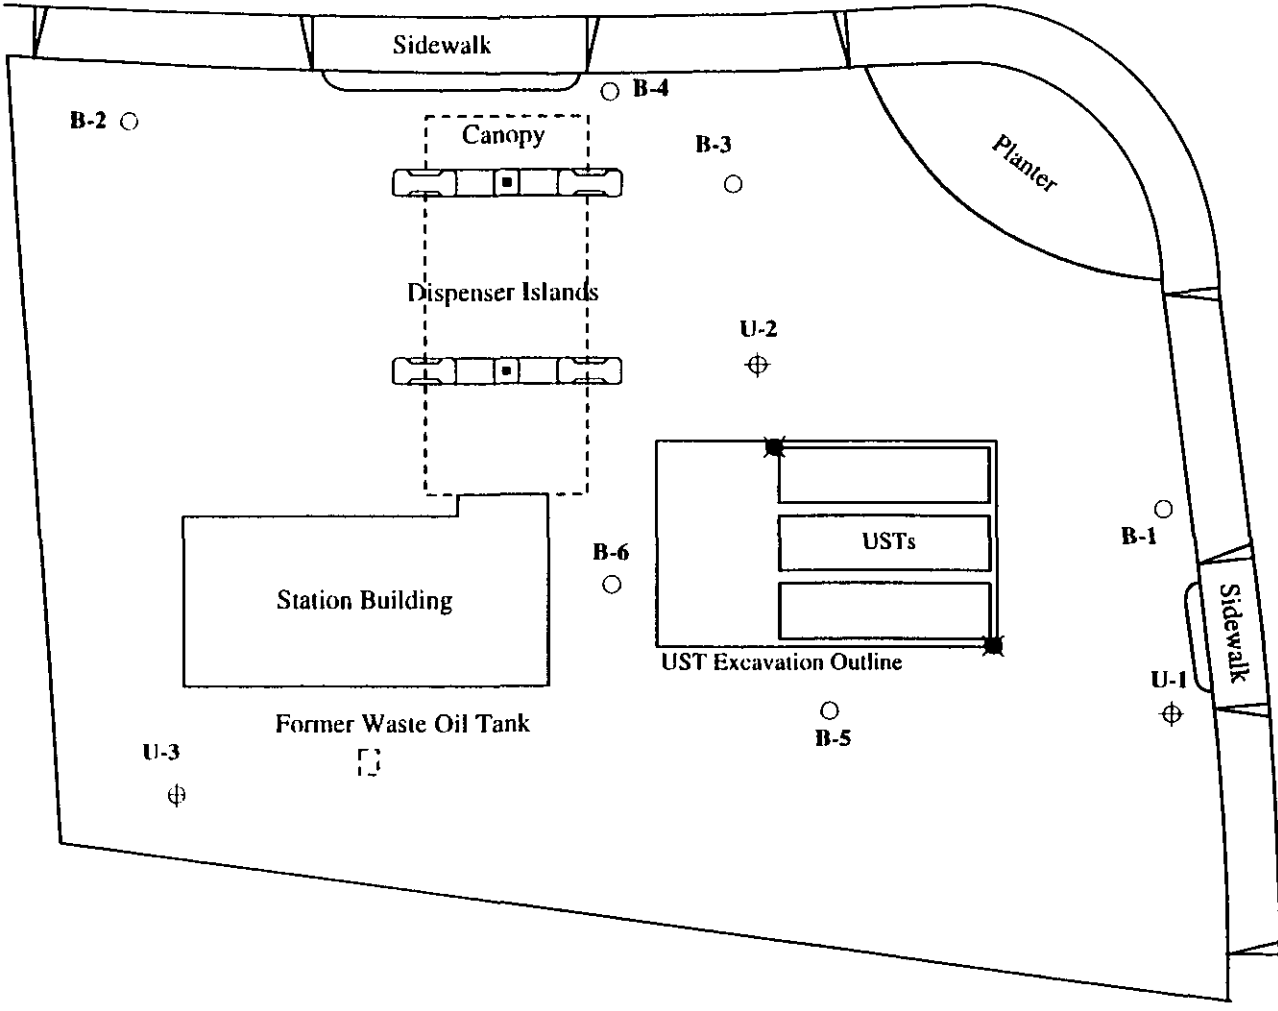 Sidewalk
B-4
B-2
Canopy
B-3
Planter
Dispenser Islands
U-2
B-1
USTs
B-6
Station Building
Sidewalk
UST Excavation Outline
U-1
Former Waste Oil Tank
B-5
U-3